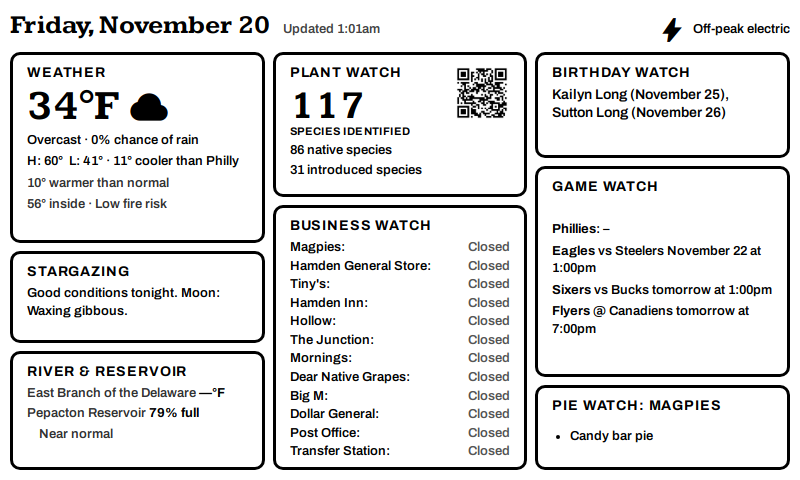 Friday, November 20 Updated 1:01am
Off-peak electric
WEATHER
34°F
Overcast · 0% chance of rain
H: 60° L: 41° · 11° cooler than Philly
10° warmer than normal
56° inside · Low fire risk
STARGAZING
Good conditions tonight. Moon:
Waxing gibbous.
RIVER & RESERVOIR
East Branch of the Delaware —°F
Pepacton Reservoir 79% full
Near normal
PLANT WATCH
117
SPECIES IDENTIFIED
86 native species
31 introduced species
BUSINESS WATCH
Magpies: Closed
Hamden General Store: Closed
Tiny's: Closed
Hamden Inn: Closed
Hollow: Closed
The Junction: Closed
Mornings: Closed
Dear Native Grapes: Closed
Big M: Closed
Dollar General: Closed
Post Office: Closed
Transfer Station: Closed
BIRTHDAY WATCH
Kailyn Long (November 25),
Sutton Long (November 26)
GAME WATCH
Phillies: –
Eagles vs Steelers November 22 at
1:00pm
Sixers vs Bucks tomorrow at 1:00pm
Flyers @ Canadiens tomorrow at
7:00pm
PIE WATCH: MAGPIES
• Candy bar pie